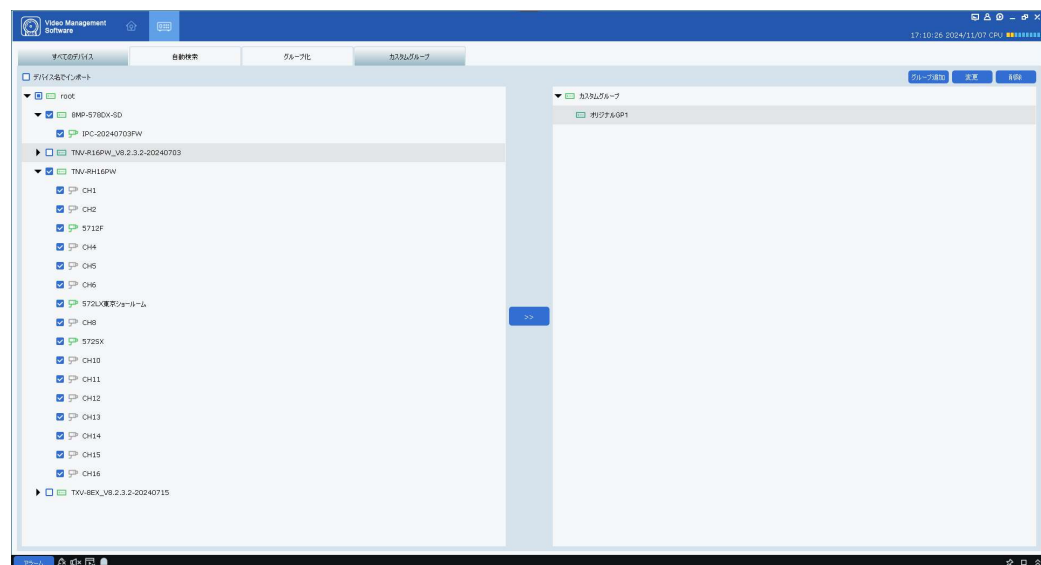 Video Management
Software
17:10:26 2024/11/07 CPU
すべてのデバイス 自動検索 グループ化 カスタムグループ
デバイス名でインポート グループ追加 変更 削除
root カスタムグループ
8MP-578DX-SD オリジナルGP1
IPC-20240703FW
TNV-R16PW_V8.2.3.2-20240703
TNV-RH16PW
CH1
CH2
5712F
CH4
CH5
CH6
572LX東京ショールーム
>>
CH8
572SX
CH10
CH11
CH12
CH13
CH14
CH15
CH16
TXV-8EX_V8.2.3.2-20240715
アラーム